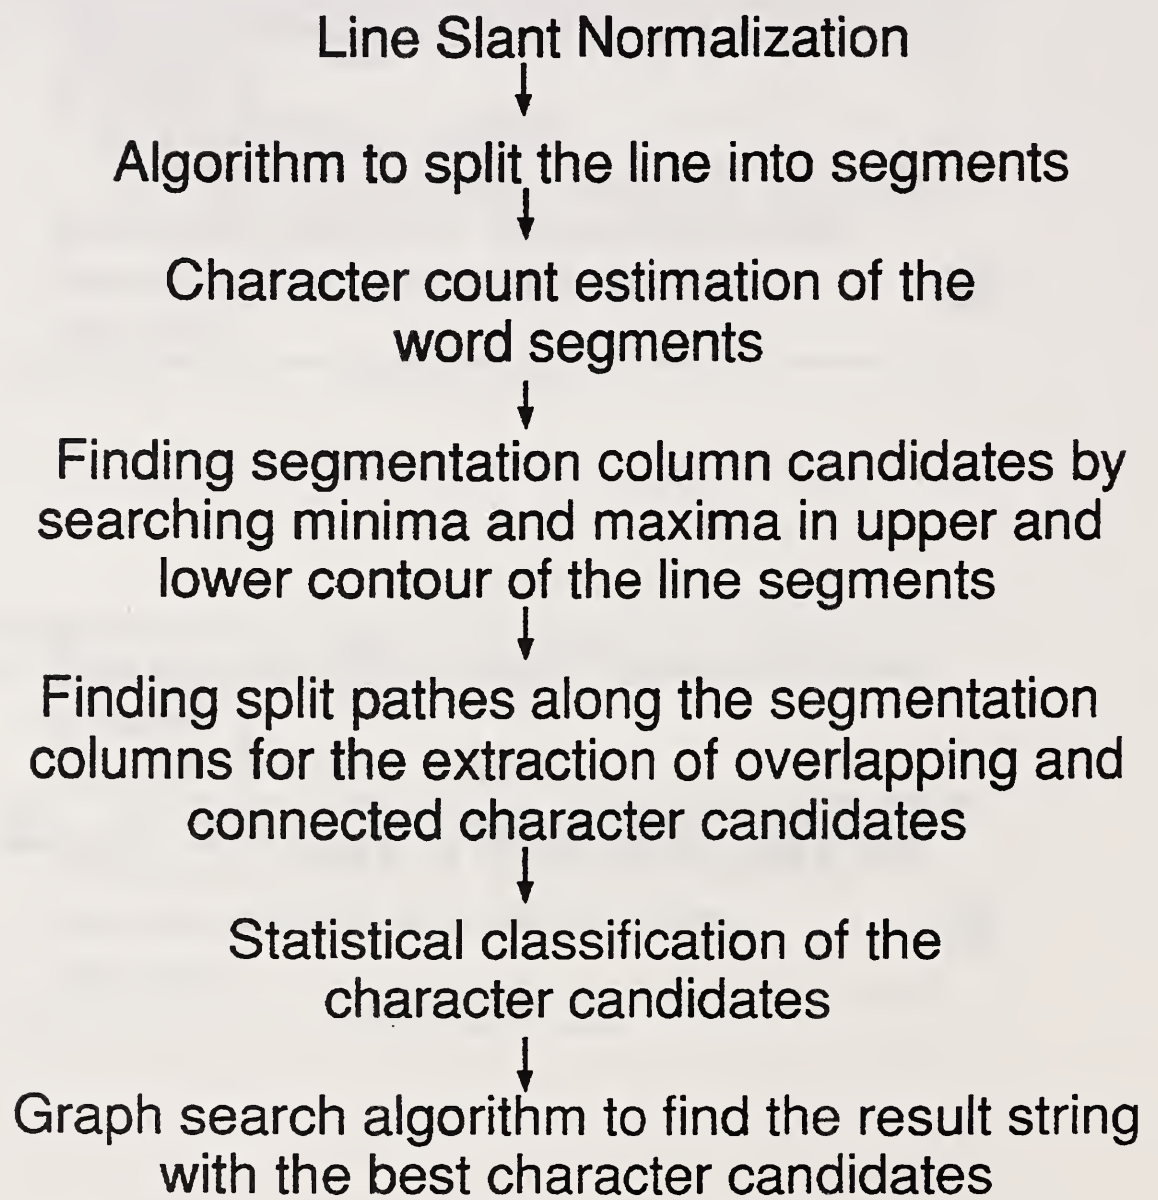 Line Slant Normalization
Algorithm to split the line into segments
Character count estimation of the
word segments
Finding segmentation column candidates by
searching minima and maxima in upper and
lower contour of the line segments
Finding split pathes along the segmentation
columns for the extraction of overlapping and
connected character candidates
Statistical classification of the
character candidates
Graph search algorithm to find the result string
with the best character candidates